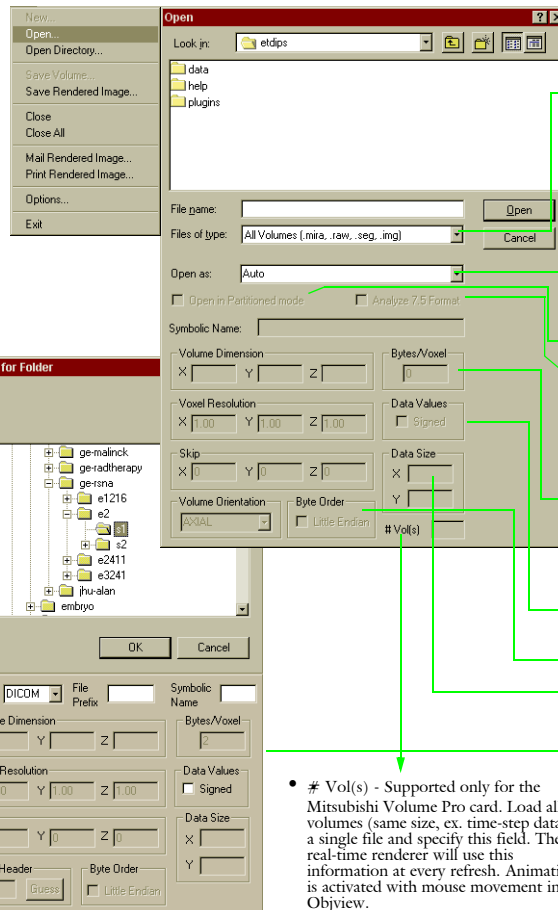 New...
Open...
Open Directory...
Save Volume...
Save Rendered Image...
Close
Close All
Mail Rendered Image...
Print Rendered Image...
Options...
Exit
Open
Look in: etdips
data
help
plugins
File name:
Open
Files of type: All Volumes (.mira, .raw, .seg, .img)
Cancel
Open as: Auto
Open in Partitioned mode
Analyze 7.5 Format
Symbolic Name:
Volume Dimension
X Y Z
Bytes/Voxel
0
Voxel Resolution
X 1.00 Y 1.00 Z 1.00
Data Values
Signed
Skip
X 0 Y 0 Z 0
Data Size
X
Y
Volume Orientation
AXIAL
Byte Order
Little Endian
# Vol(s)
for Folder
ge-malinck
ge-radtherapy
ge-rsna
e1216
e2
s1
s2
e2411
e3241
jhu-alan
embryo
OK
Cancel
DICOM
File Prefix
Symbolic Name
e Dimension
Y Z
Bytes/Voxel
2
Resolution
0 Y 1.00 Z 1.00
Data Values
Signed
Y 0 Z 0
Data Size
X
Y
Header
Guess
Byte Order
Little Endian
• # Vol(s) - Supported only for the
Mitsubishi Volume Pro card. Load al
volumes (same size, ex. time-step data
a single file and specify this field. The
real-time renderer will use this
information at every refresh. Animati
is activated with mouse movement in
Objview.